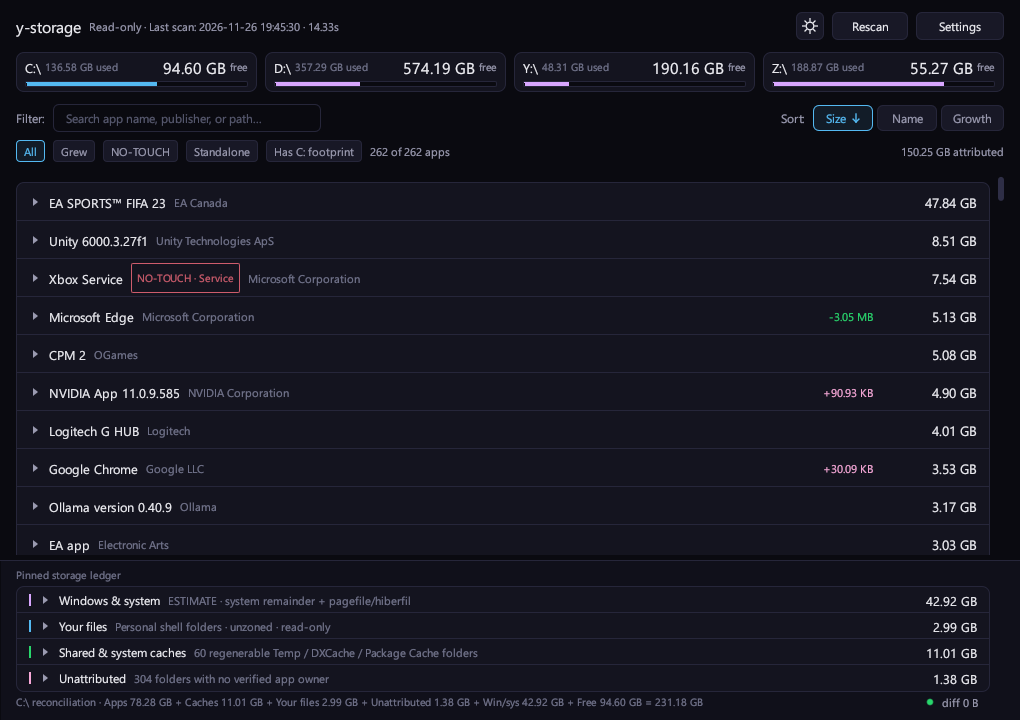 y-storage Read-only · Last scan: 2026-11-26 19:45:30 · 14.33s Rescan Settings
C:\ 136.58 GB used 94.60 GB free D:\ 357.29 GB used 574.19 GB free Y:\ 48.31 GB used 190.16 GB free Z:\ 188.87 GB used 55.27 GB free
Filter: Search app name, publisher, or path... Sort: Size ↓ Name Growth
All Grew NO-TOUCH Standalone Has C: footprint 262 of 262 apps 150.25 GB attributed
EA SPORTS™ FIFA 23 EA Canada 47.84 GB
Unity 6000.3.27f1 Unity Technologies ApS 8.51 GB
Xbox Service NO-TOUCH · Service Microsoft Corporation 7.54 GB
Microsoft Edge Microsoft Corporation -3.05 MB 5.13 GB
CPM 2 OGames 5.08 GB
NVIDIA App 11.0.9.585 NVIDIA Corporation +90.93 KB 4.90 GB
Logitech G HUB Logitech 4.01 GB
Google Chrome Google LLC +30.09 KB 3.53 GB
Ollama version 0.40.9 Ollama 3.17 GB
EA app Electronic Arts 3.03 GB
Pinned storage ledger
Windows & system ESTIMATE · system remainder + pagefile/hiberfil 42.92 GB
Your files Personal shell folders · unzoned · read-only 2.99 GB
Shared & system caches 60 regenerable Temp / DXCache / Package Cache folders 11.01 GB
Unattributed 304 folders with no verified app owner 1.38 GB
C:\ reconciliation · Apps 78.28 GB + Caches 11.01 GB + Your files 2.99 GB + Unattributed 1.38 GB + Win/sys 42.92 GB + Free 94.60 GB = 231.18 GB diff 0 B